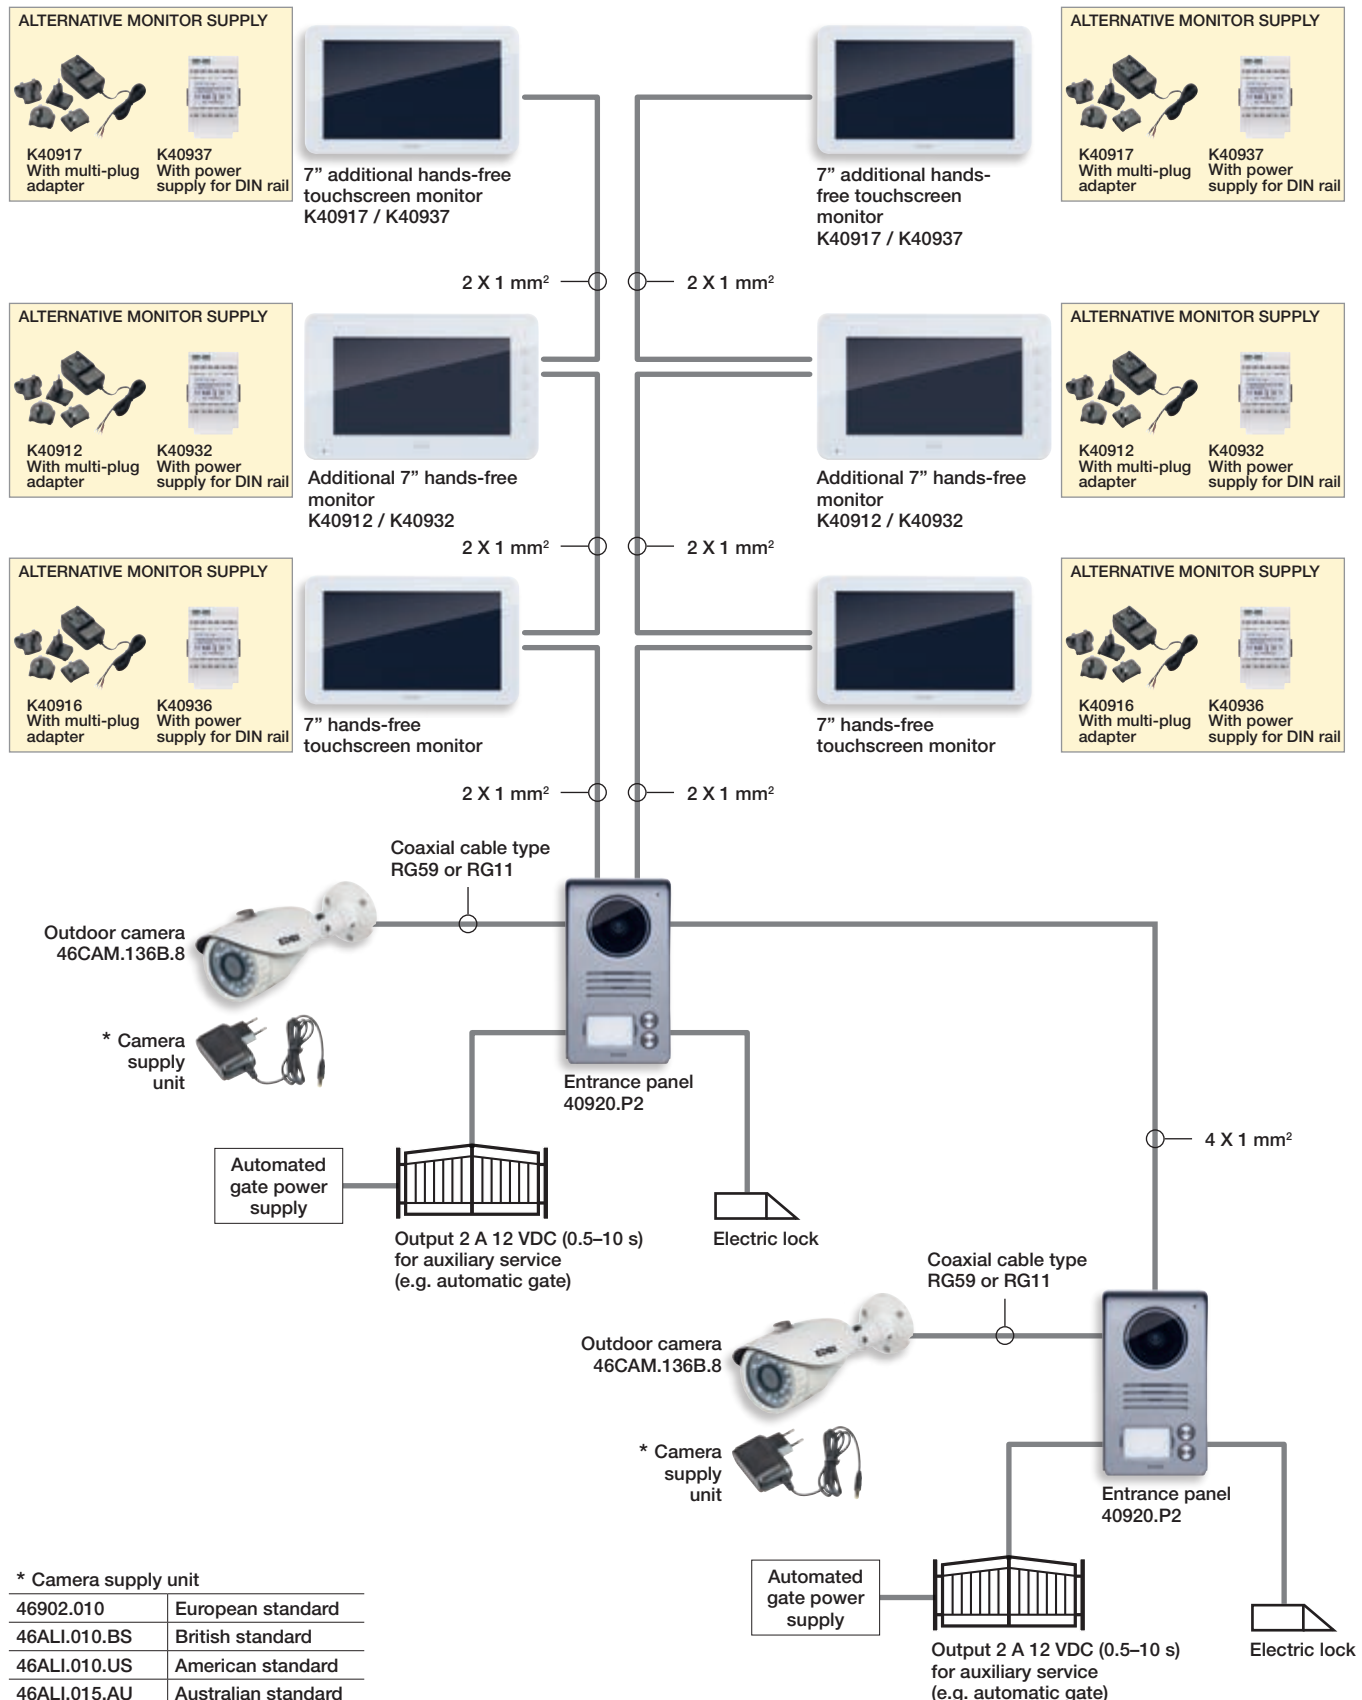 ALTERNATIVE MONITOR SUPPLY
K40917
With multi-plug
adapter
K40937
With power
supply for DIN rail
7” additional hands-free
touchscreen monitor
K40917 / K40937
7” additional hands-
free touchscreen
monitor
K40917 / K40937
ALTERNATIVE MONITOR SUPPLY
K40917
With multi-plug
adapter
K40937
With power
supply for DIN rail
2 X 1 mm²
2 X 1 mm²
ALTERNATIVE MONITOR SUPPLY
K40912
With multi-plug
adapter
K40932
With power
supply for DIN rail
Additional 7” hands-free
monitor
K40912 / K40932
Additional 7” hands-free
monitor
K40912 / K40932
ALTERNATIVE MONITOR SUPPLY
K40912
With multi-plug
adapter
K40932
With power
supply for DIN rail
2 X 1 mm²
2 X 1 mm²
ALTERNATIVE MONITOR SUPPLY
K40916
With multi-plug
adapter
K40936
With power
supply for DIN rail
7” hands-free
touchscreen monitor
7” hands-free
touchscreen monitor
ALTERNATIVE MONITOR SUPPLY
K40916
With multi-plug
adapter
K40936
With power
supply for DIN rail
2 X 1 mm²
2 X 1 mm²
Coaxial cable type
RG59 or RG11
Outdoor camera
46CAM.136B.8
* Camera
supply
unit
Entrance panel
40920.P2
4 X 1 mm²
Automated
gate power
supply
Output 2 A 12 VDC (0.5–10 s)
for auxiliary service
(e.g. automatic gate)
Electric lock
Coaxial cable type
RG59 or RG11
Outdoor camera
46CAM.136B.8
* Camera
supply
unit
Entrance panel
40920.P2
Automated
gate power
supply
Output 2 A 12 VDC (0.5–10 s)
for auxiliary service
(e.g. automatic gate)
Electric lock
* Camera supply unit
46902.010 European standard
46ALI.010.BS British standard
46ALI.010.US American standard
46ALI.015.AU Australian standard